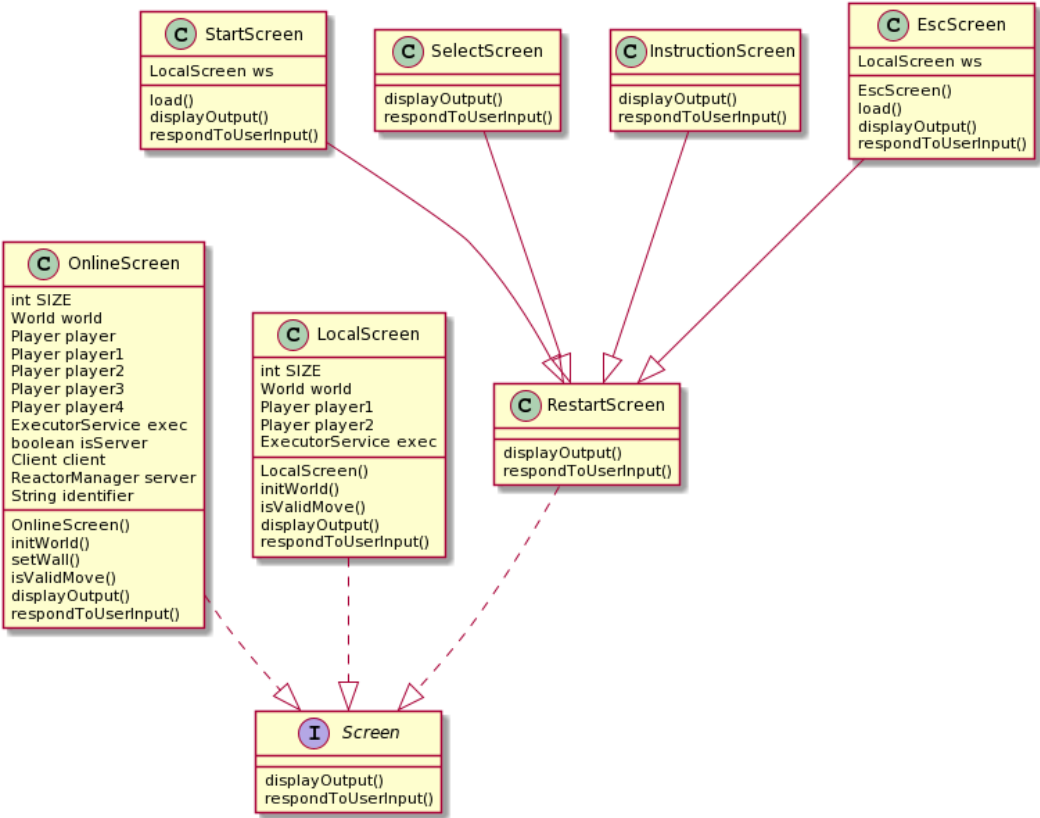 C StartScreen
LocalScreen ws
load()
displayOutput()
respondToUserInput()
C SelectScreen
displayOutput()
respondToUserInput()
C InstructionScreen
displayOutput()
respondToUserInput()
C EscScreen
LocalScreen ws
EscScreen()
load()
displayOutput()
respondToUserInput()
C OnlineScreen
int SIZE
World world
Player player
Player player1
Player player2
Player player3
Player player4
ExecutorService exec
boolean isServer
Client client
ReactorManager server
String identifier
OnlineScreen()
initWorld()
setWall()
isValidMove()
displayOutput()
respondToUserInput()
C LocalScreen
int SIZE
World world
Player player1
Player player2
ExecutorService exec
LocalScreen()
initWorld()
isValidMove()
displayOutput()
respondToUserInput()
C RestartScreen
displayOutput()
respondToUserInput()
I Screen
displayOutput()
respondToUserInput()